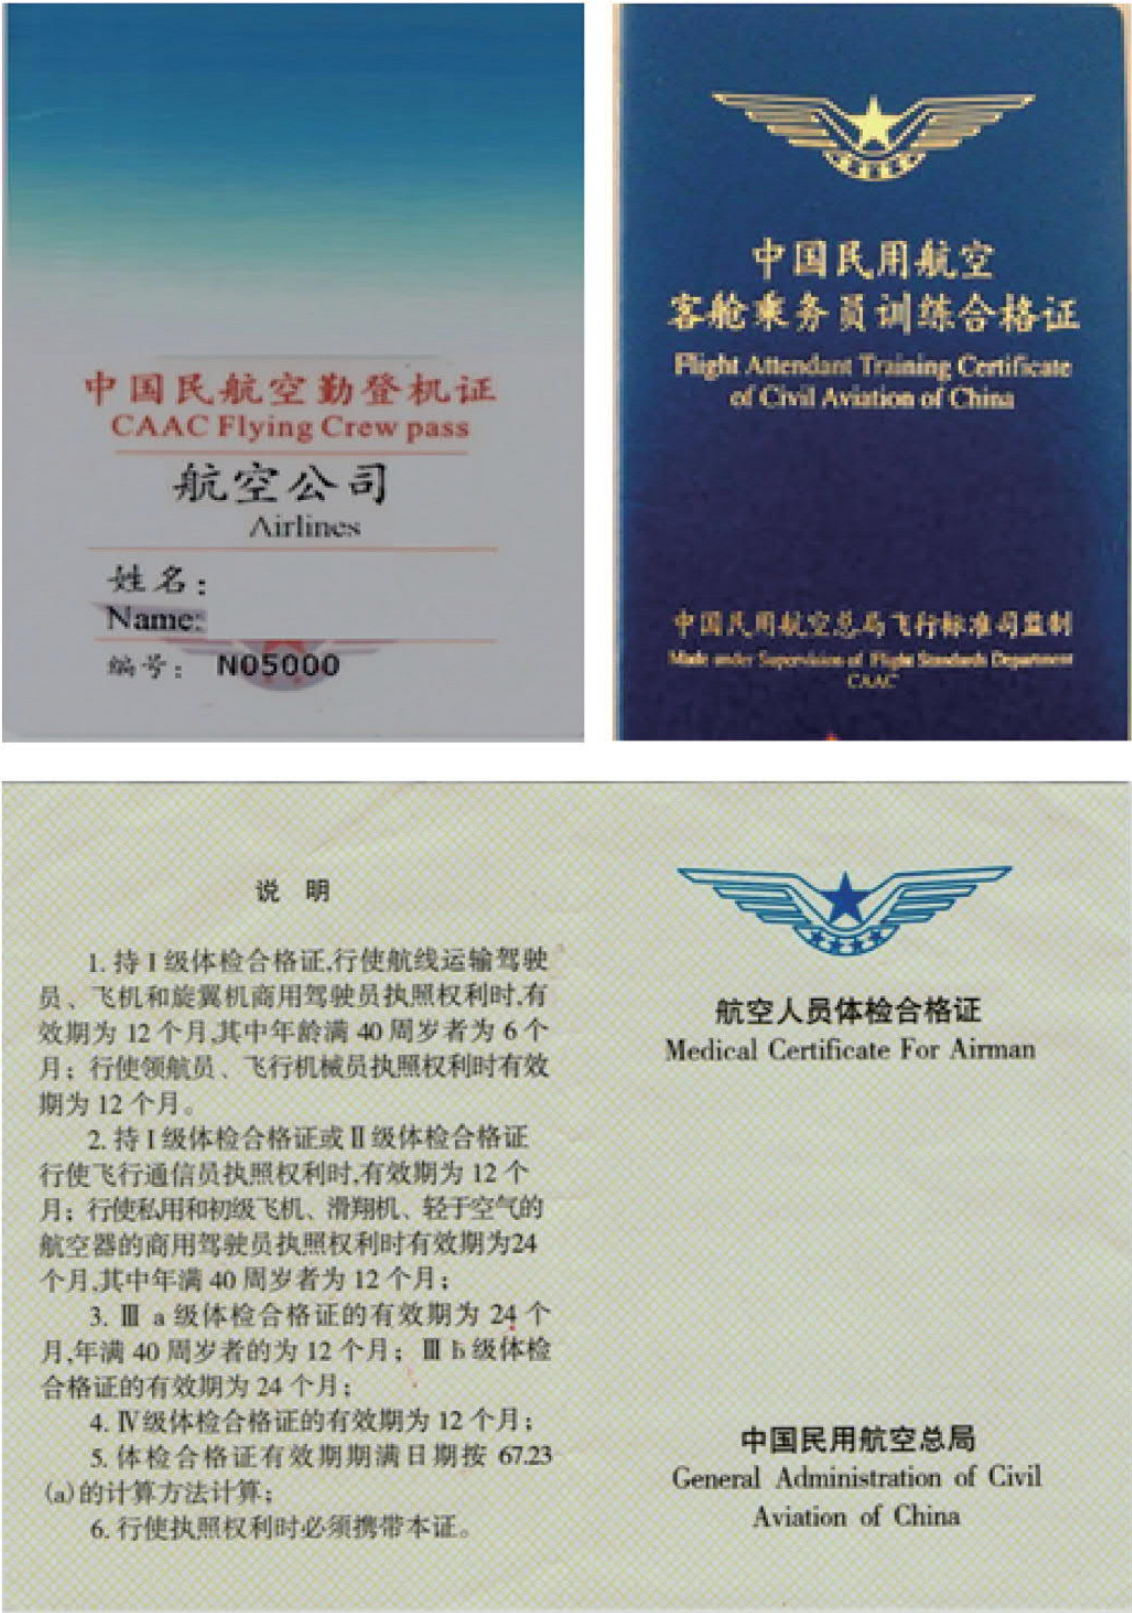 中国民航空勤登机证
CAAC Flying Crew pass
航空公司
Airlines
姓名：
Name:
编号： N05000
中国民用航空
客舱乘务员训练合格证
Flight Attendant Training Certificate
of Civil Aviation of China
中国民用航空总局飞行标准司监制
Made under Supervision of Flight Standards Department
CAAC
说 明
1. 持Ⅰ级体检合格证,行使航线运输驾驶
员、飞机和旋翼机商用驾驶员执照权利时,有
效期为 12 个月,其中年龄满 40 周岁者为 6 个
月；行使领航员、飞行机械员执照权利时有效
期为 12 个月。
2. 持Ⅰ级体检合格证或Ⅱ级体检合格证
行使飞行通信员执照权利时,有效期为 12 个
月；行使私用和初级飞机、滑翔机、轻于空气的
航空器的商用驾驶员执照权利时有效期为24
个月,其中年满 40 周岁者为 12 个月；
3. Ⅲ a 级体检合格证的有效期为 24 个
月,年满 40 周岁者的为 12 个月；Ⅲ b 级体检
合格证的有效期为 24 个月；
4. Ⅳ级体检合格证的有效期为 12 个月；
5. 体检合格证有效期期满日期按 67.23
(a)的计算方法计算；
6. 行使执照权利时必须携带本证。
航空人员体检合格证
Medical Certificate For Airman
中国民用航空总局
General Administration of Civil
Aviation of China